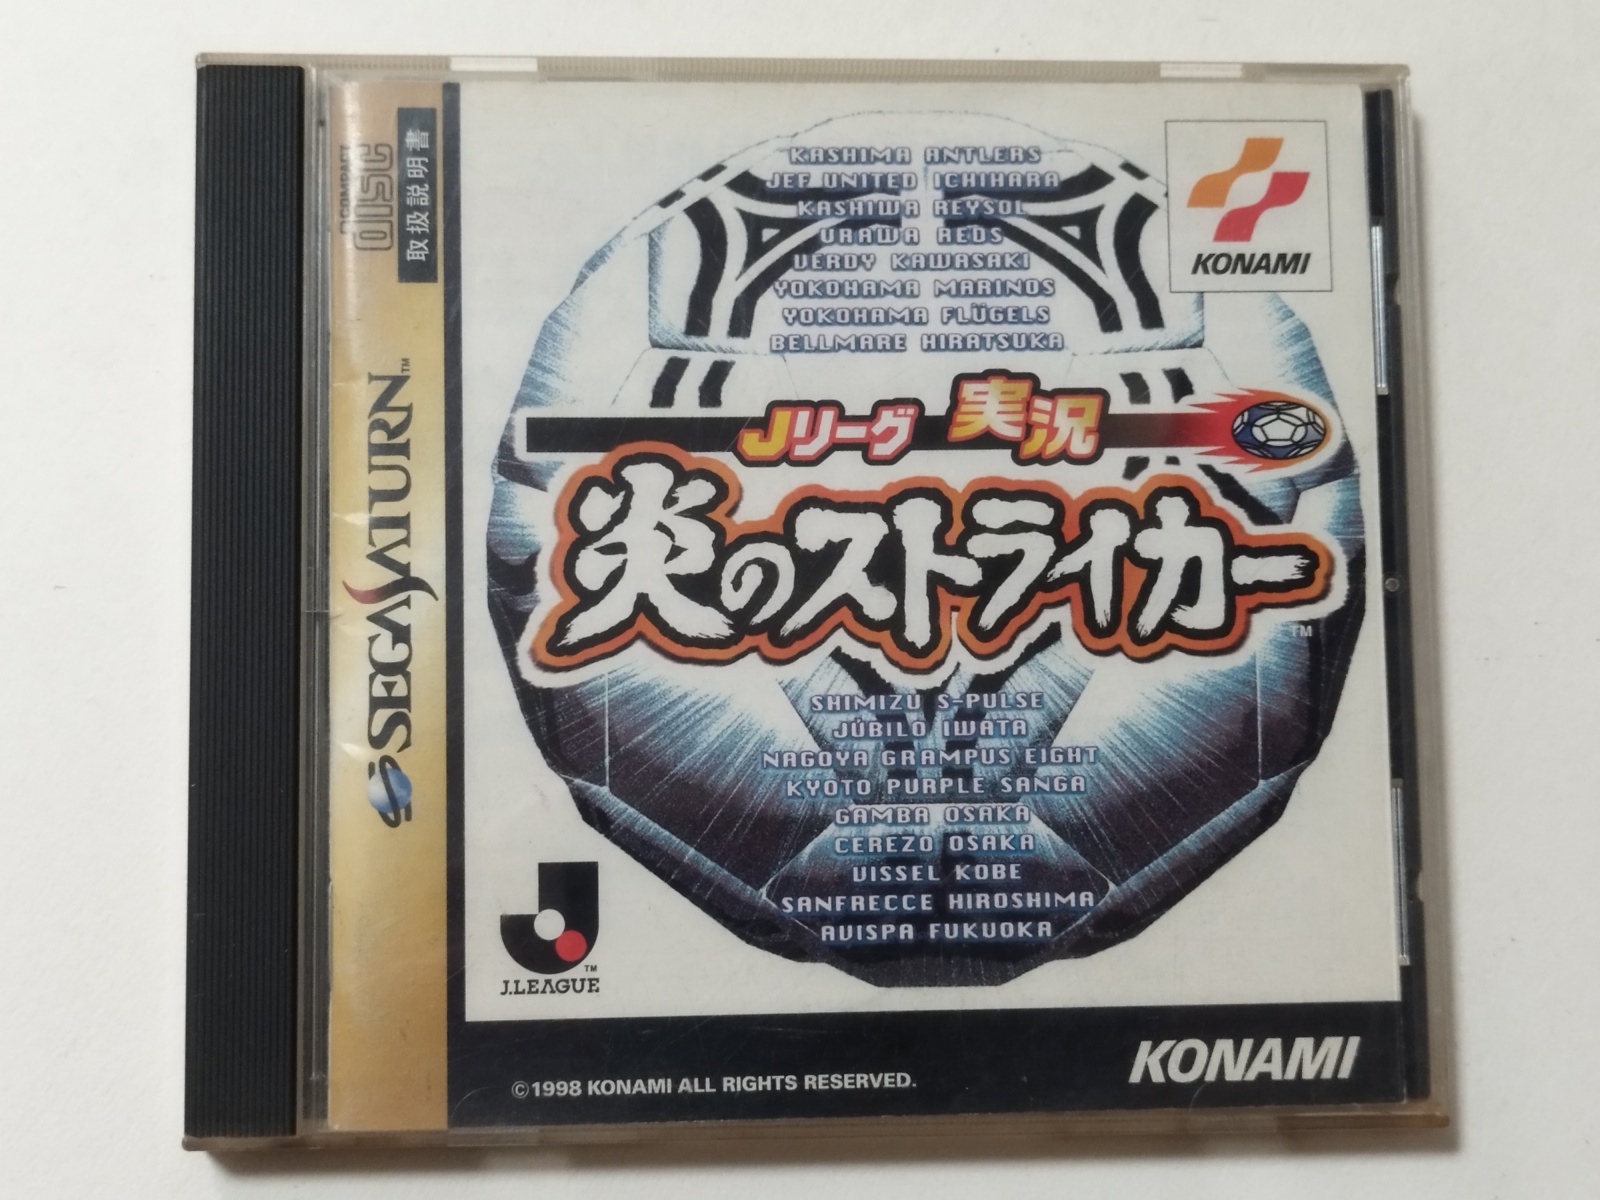 COMPACT
DISC
取扱説明書
SEGA SATURN™
KASHIMA ANTLERS
JEF UNITED ICHIHARA
KASHIWA REYSOL
URAWA REDS
VERDY KAWASAKI
YOKOHAMA MARINOS
YOKOHAMA FLÜGELS
BELLMARE HIRATSUKA
KONAMI
Jリーグ 実況
炎のストライカー
TM
SHIMIZU S-PULSE
JÚBILO IWATA
NAGOYA GRAMPUS EIGHT
KYOTO PURPLE SANGA
GAMBA OSAKA
CEREZO OSAKA
VISSEL KOBE
SANFRECCE HIROSHIMA
AVISPA FUKUOKA
TM
J.LEAGUE
©1998 KONAMI ALL RIGHTS RESERVED.
KONAMI